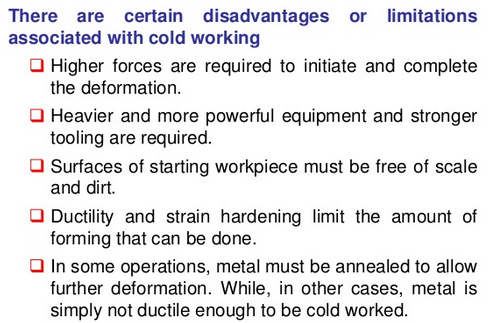 There are certain disadvantages or limitations
associated with cold working
Higher forces are required to initiate and complete
the deformation.
Heavier and more powerful equipment and stronger
tooling are required.
Surfaces of starting workpiece must be free of scale
and dirt.
Ductility and strain hardening limit the amount of
forming that can be done.
In some operations, metal must be annealed to allow
further deformation. While, in other cases, metal is
simply not ductile enough to be cold worked.